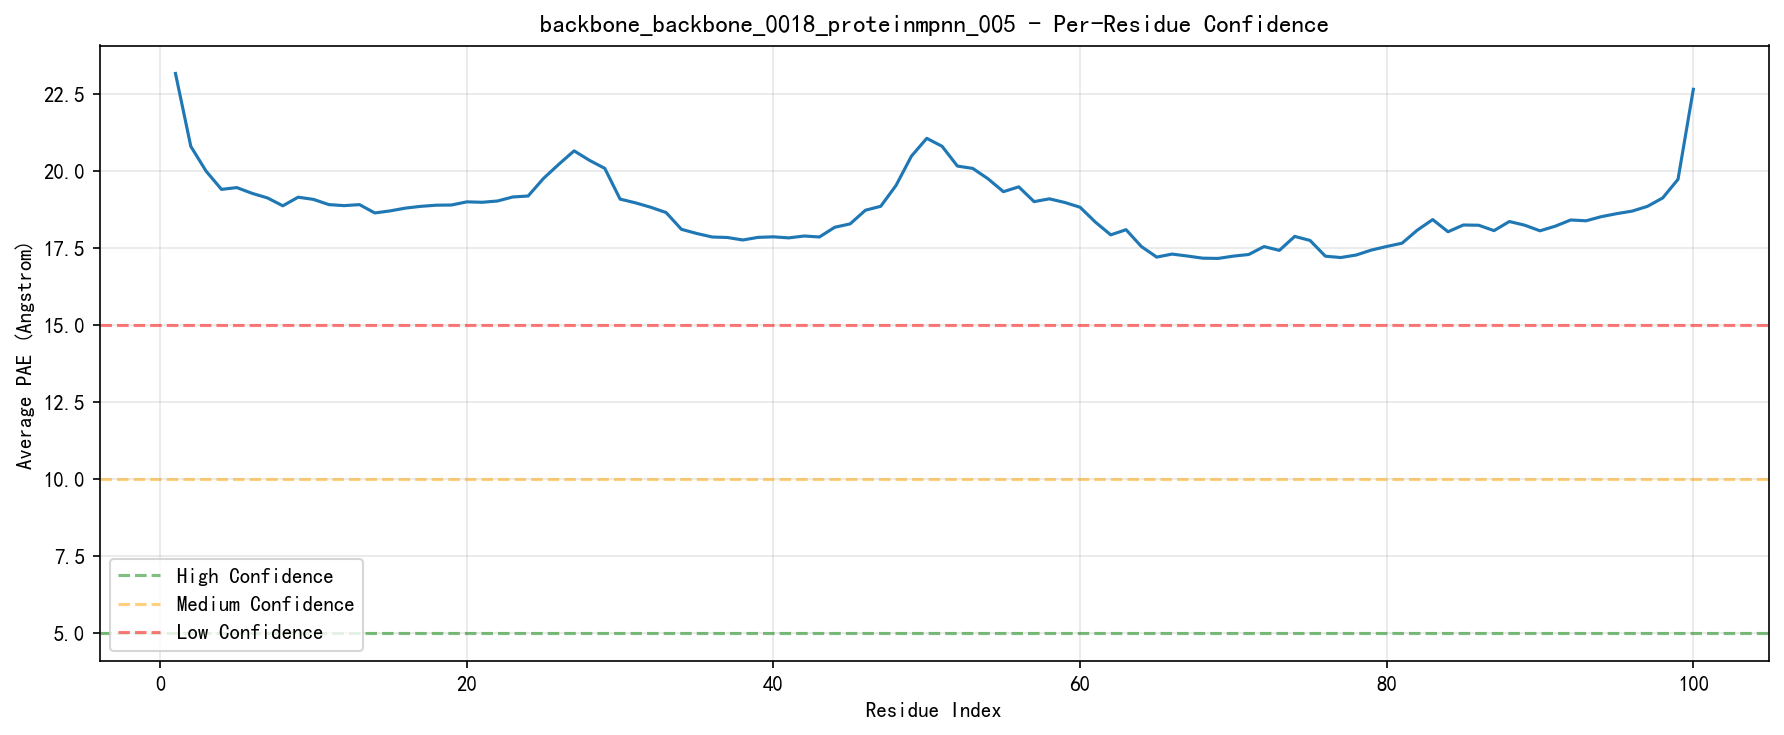 backbone_backbone_0018_proteinmpnn_005 - Per-Residue Confidence
Average PAE (Angstrom)
22.5
20.0
17.5
15.0
12.5
10.0
7.5
5.0
High Confidence
Medium Confidence
Low Confidence
0 20 40 60 80 100
Residue Index